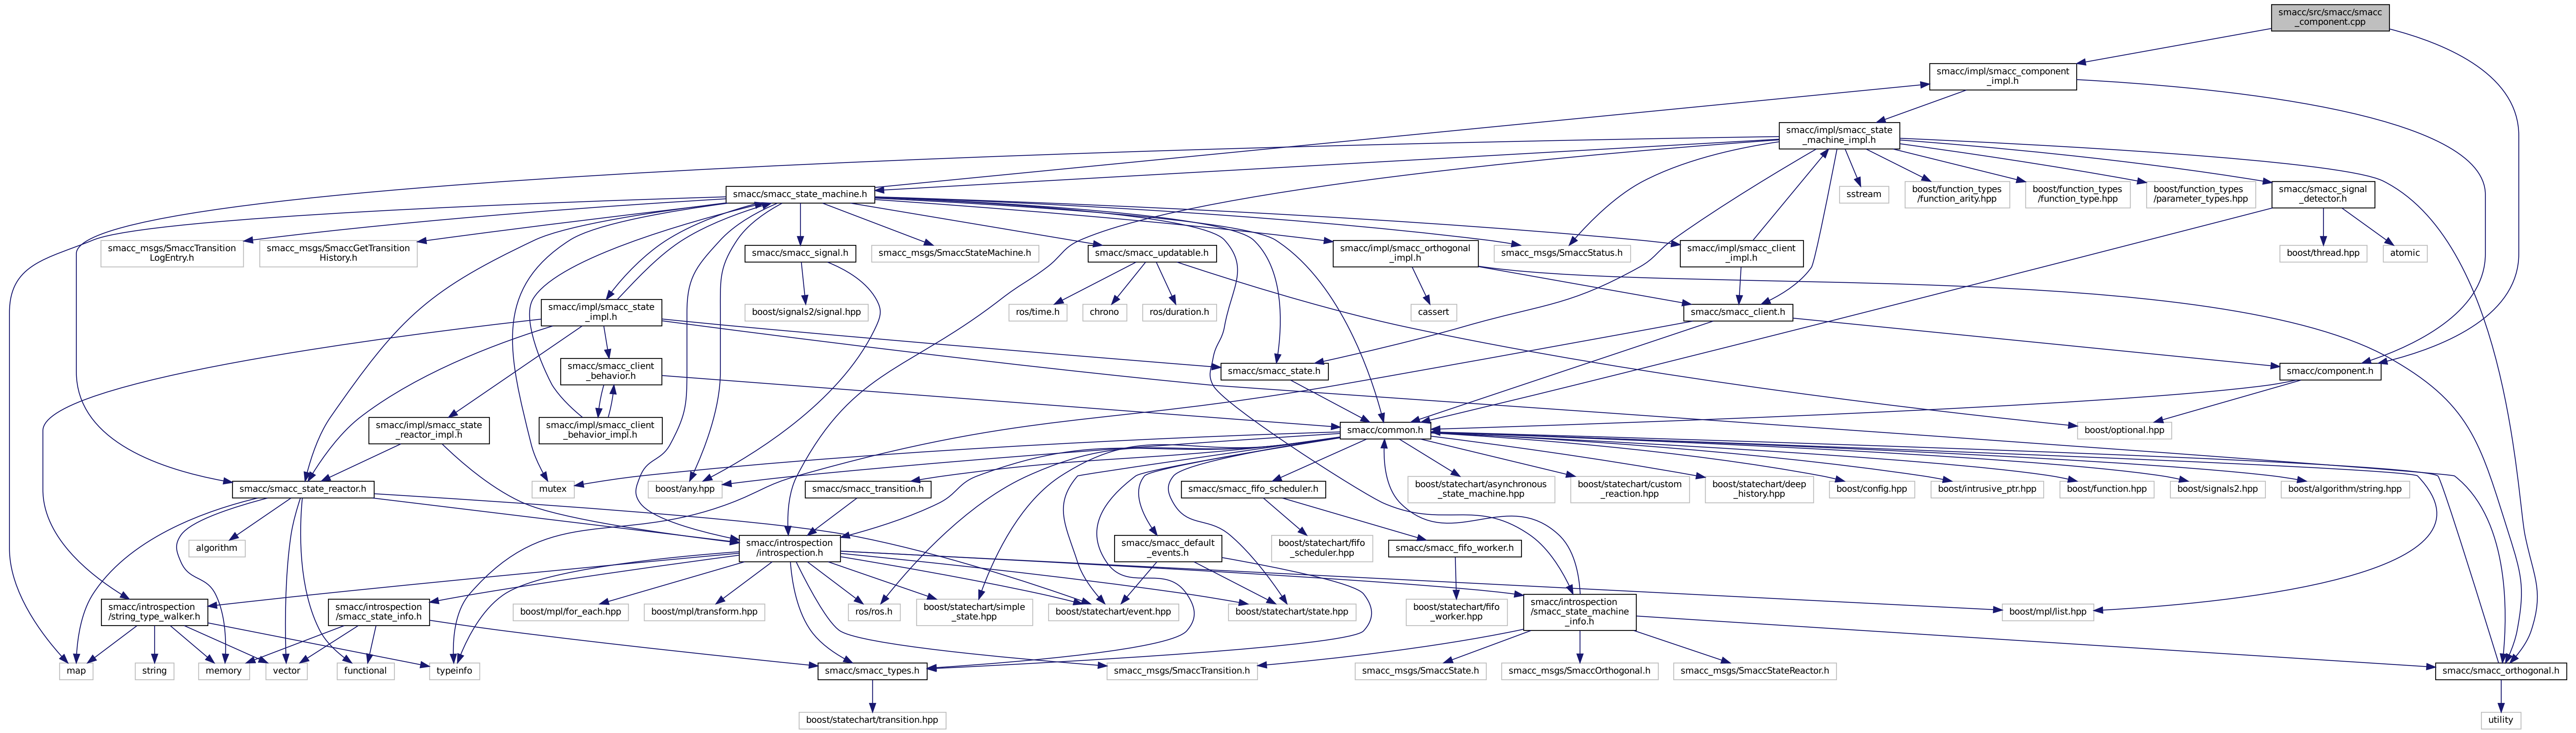 smacc/src/smacc/smacc
_component.cpp
smacc/impl/smacc_component
_impl.h
smacc/impl/smacc_state
_machine_impl.h
smacc/smacc_state_machine.h
sstream
boost/function_types
/function_arity.hpp
boost/function_types
/function_type.hpp
boost/function_types
/parameter_types.hpp
smacc/smacc_signal
_detector.h
smacc_msgs/SmaccTransition
LogEntry.h
smacc_msgs/SmaccGetTransition
History.h
smacc/smacc_signal.h
smacc_msgs/SmaccStateMachine.h
smacc/smacc_updatable.h
smacc/impl/smacc_orthogonal
_impl.h
smacc_msgs/SmaccStatus.h
smacc/impl/smacc_client
_impl.h
boost/thread.hpp
atomic
smacc/impl/smacc_state
_impl.h
boost/signals2/signal.hpp
ros/time.h
chrono
ros/duration.h
cassert
smacc/smacc_client.h
smacc/smacc_client
_behavior.h
smacc/smacc_state.h
smacc/component.h
smacc/impl/smacc_state
_reactor_impl.h
smacc/impl/smacc_client
_behavior_impl.h
smacc/common.h
boost/optional.hpp
smacc/smacc_state_reactor.h
mutex
boost/any.hpp
smacc/smacc_transition.h
smacc/smacc_fifo_scheduler.h
boost/statechart/asynchronous
_state_machine.hpp
boost/statechart/custom
_reaction.hpp
boost/statechart/deep
_history.hpp
boost/config.hpp
boost/intrusive_ptr.hpp
boost/function.hpp
boost/signals2.hpp
boost/algorithm/string.hpp
algorithm
smacc/introspection
/introspection.h
smacc/smacc_default
_events.h
boost/statechart/fifo
_scheduler.hpp
smacc/smacc_fifo_worker.h
smacc/introspection
/string_type_walker.h
smacc/introspection
/smacc_state_info.h
boost/mpl/for_each.hpp
boost/mpl/transform.hpp
ros/ros.h
boost/statechart/simple
_state.hpp
boost/statechart/event.hpp
boost/statechart/state.hpp
boost/statechart/fifo
_worker.hpp
smacc/introspection
/smacc_state_machine
_info.h
boost/mpl/list.hpp
map
string
memory
vector
functional
typeinfo
smacc/smacc_types.h
smacc_msgs/SmaccTransition.h
smacc_msgs/SmaccState.h
smacc_msgs/SmaccOrthogonal.h
smacc_msgs/SmaccStateReactor.h
smacc/smacc_orthogonal.h
boost/statechart/transition.hpp
utility